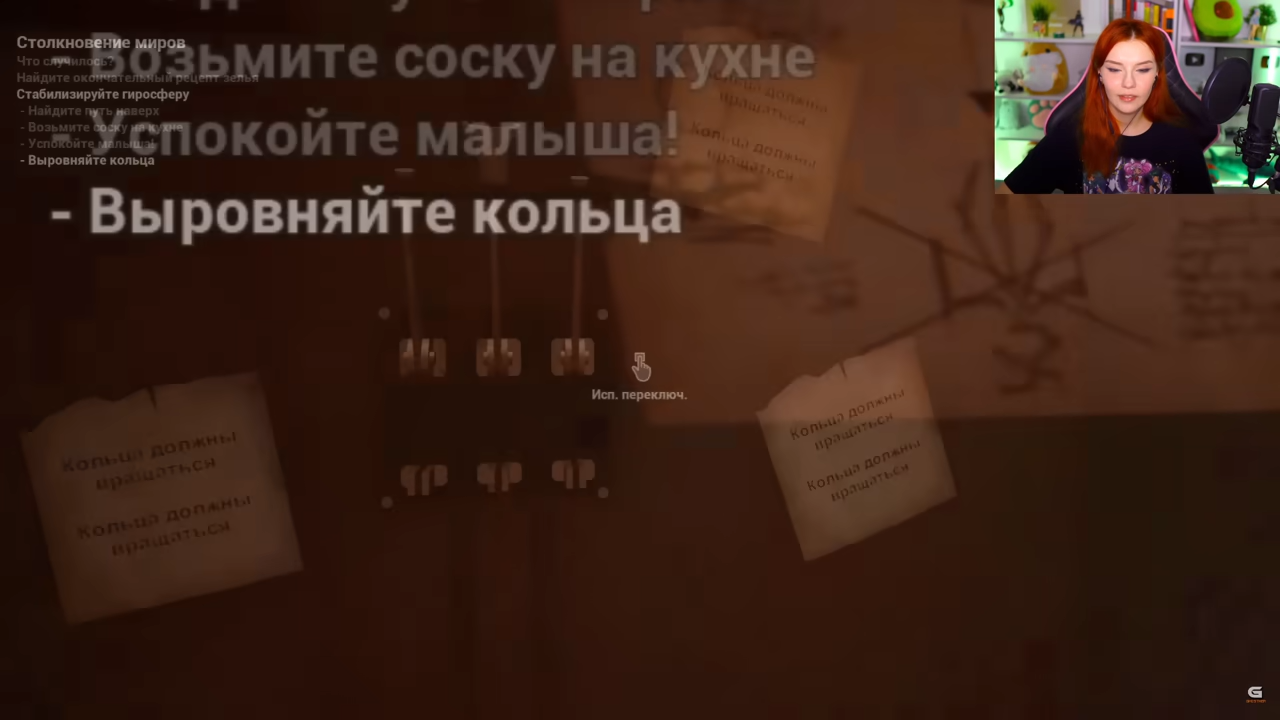 Столкновение миров
Что случилось?
Найдите окончательный рецепт зелья
Стабилизируйте гиросферу
- Найдите путь наверх
- Возьмите соску на кухне
- Успокойте малыша!
- Выровняйте кольца
- Возьмите соску на кухне
- Успокойте малыша!
- Выровняйте кольца
Кольца должны
вращаться
Кольца должны
вращаться
Исп. переключ.
Кольца должны
вращаться
Кольца должны
вращаться
Кольца должны
вращаться
Кольца должны
вращаться